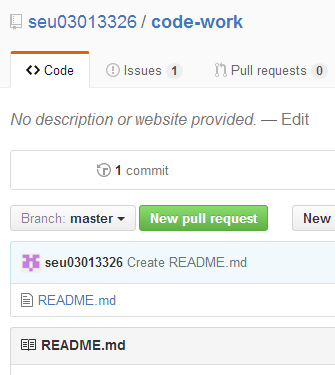 seu03013326 / code-work
Code Issues 1 Pull requests 0
No description or website provided. — Edit
1 commit
Branch: master New pull request New
seu03013326 Create README.md
README.md
README.md